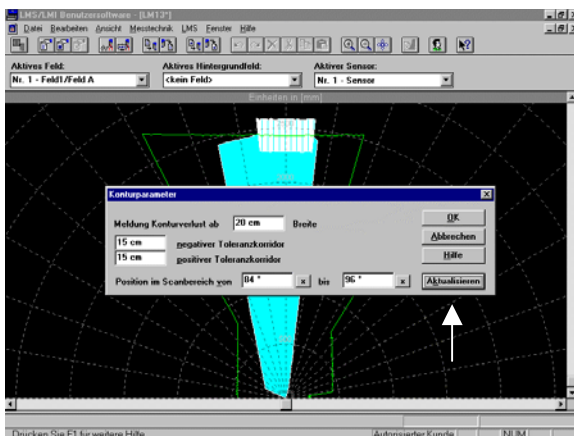 LMS/LMI Benutzersoftware - [LM13*]
Datei Bearbeiten Ansicht Messtechnik LMS Fenster Hilfe
Aktives Feld: Aktives Hintergrundfeld: Aktiver Sensor:
Nr. 1 - Feld1/Feld A <kein Feld> Nr. 1 - Sensor
Einheiten in [mm]
Konturparameter
Meldung Konturverlust ab 20 cm Breite OK
15 cm negativer Toleranzkorridor Abbrechen
15 cm positiver Toleranzkorridor Hilfe
Position im Scanbereich von 84 ° bis 96 ° Aktualisieren
Drücken Sie F1 für weitere Hilfe Autorisierter Kunde NUM